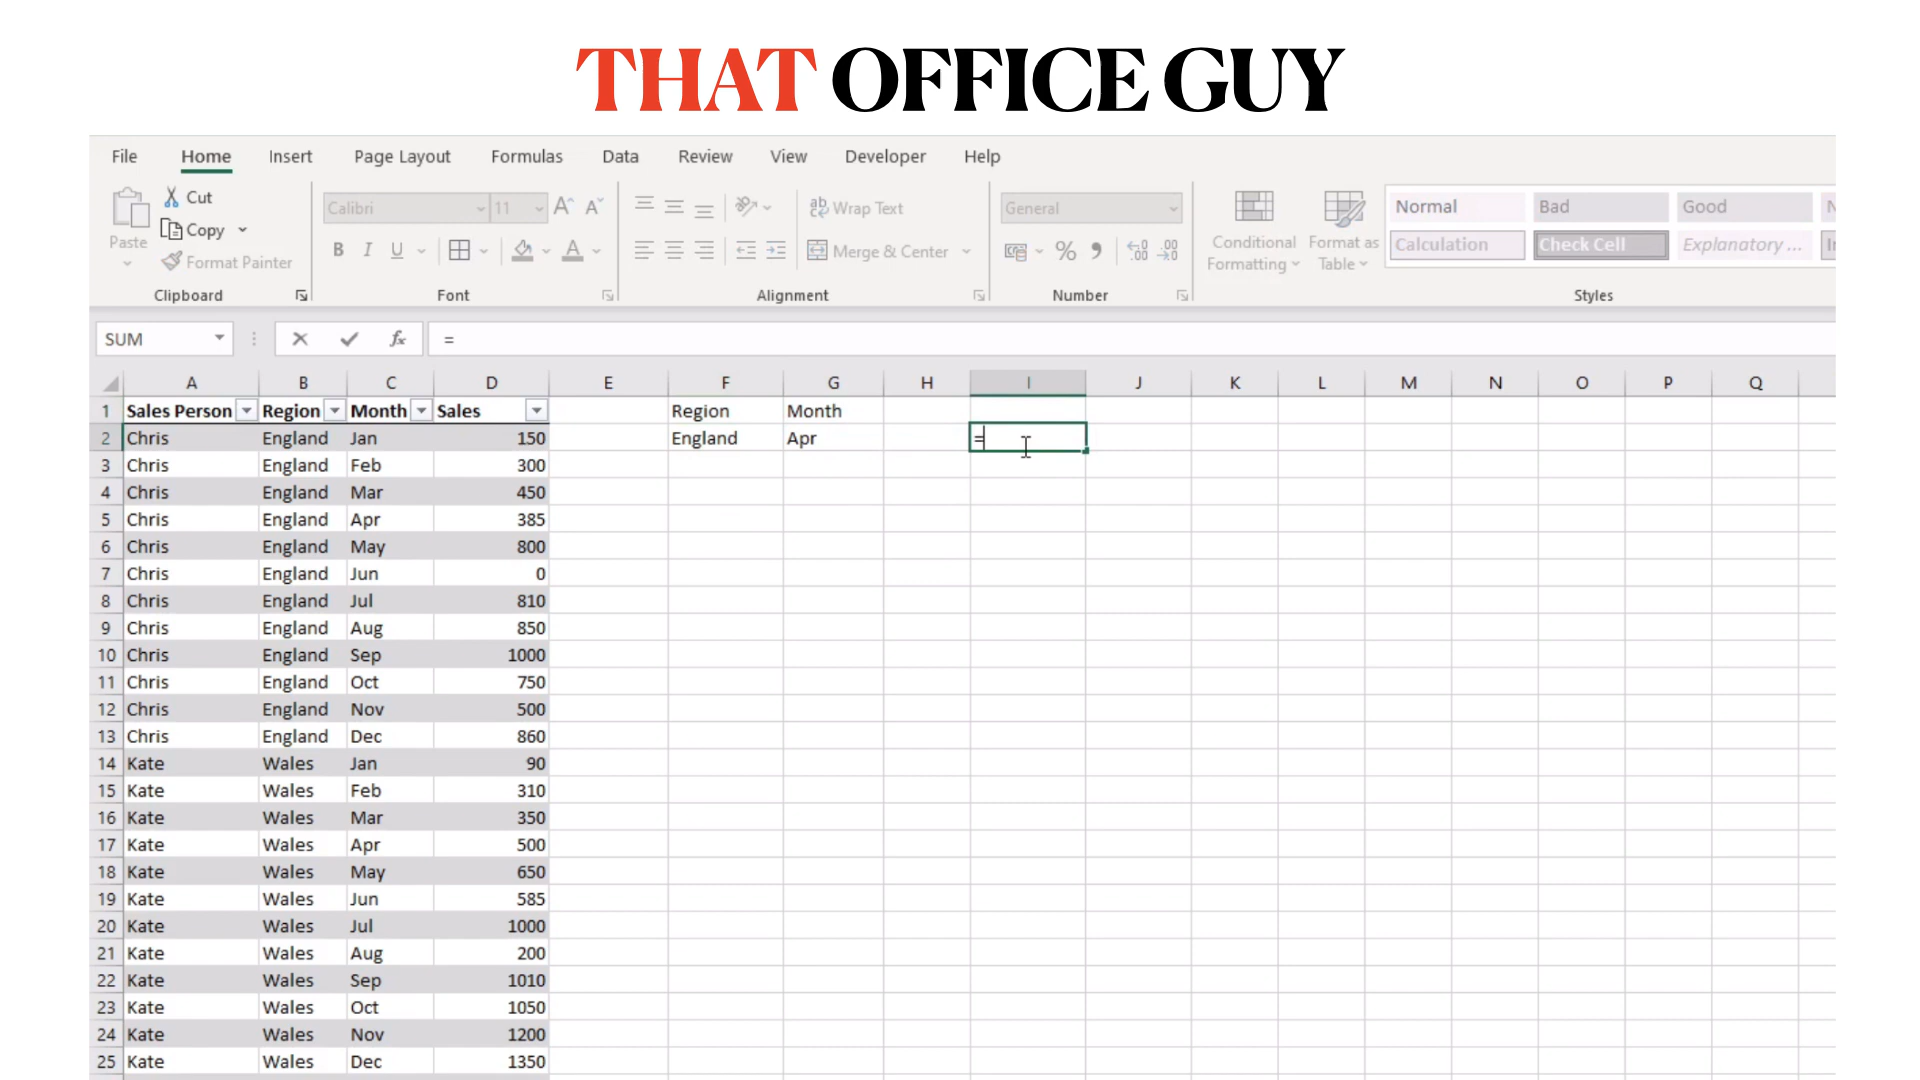 THAT OFFICE GUY
File Home Insert Page Layout Formulas Data Review View Developer Help
Cut
Copy
Format Painter
Paste
Clipboard
Calibri 11
B I U A
Font
ab Wrap Text
Merge & Center
Alignment
General
% 9 .00
Number
Conditional Formatting
Format as Table
Normal Bad Good
Calculation Check Cell Explanatory ...
Styles
SUM fx =
A B C D E F G H I J K L M N O P Q
1 Sales Person Region Month Sales Region Month
2 Chris England Jan 150 England Apr =
3 Chris England Feb 300
4 Chris England Mar 450
5 Chris England Apr 385
6 Chris England May 800
7 Chris England Jun 0
8 Chris England Jul 810
9 Chris England Aug 850
10 Chris England Sep 1000
11 Chris England Oct 750
12 Chris England Nov 500
13 Chris England Dec 860
14 Kate Wales Jan 90
15 Kate Wales Feb 310
16 Kate Wales Mar 350
17 Kate Wales Apr 500
18 Kate Wales May 650
19 Kate Wales Jun 585
20 Kate Wales Jul 1000
21 Kate Wales Aug 200
22 Kate Wales Sep 1010
23 Kate Wales Oct 1050
24 Kate Wales Nov 1200
25 Kate Wales Dec 1350